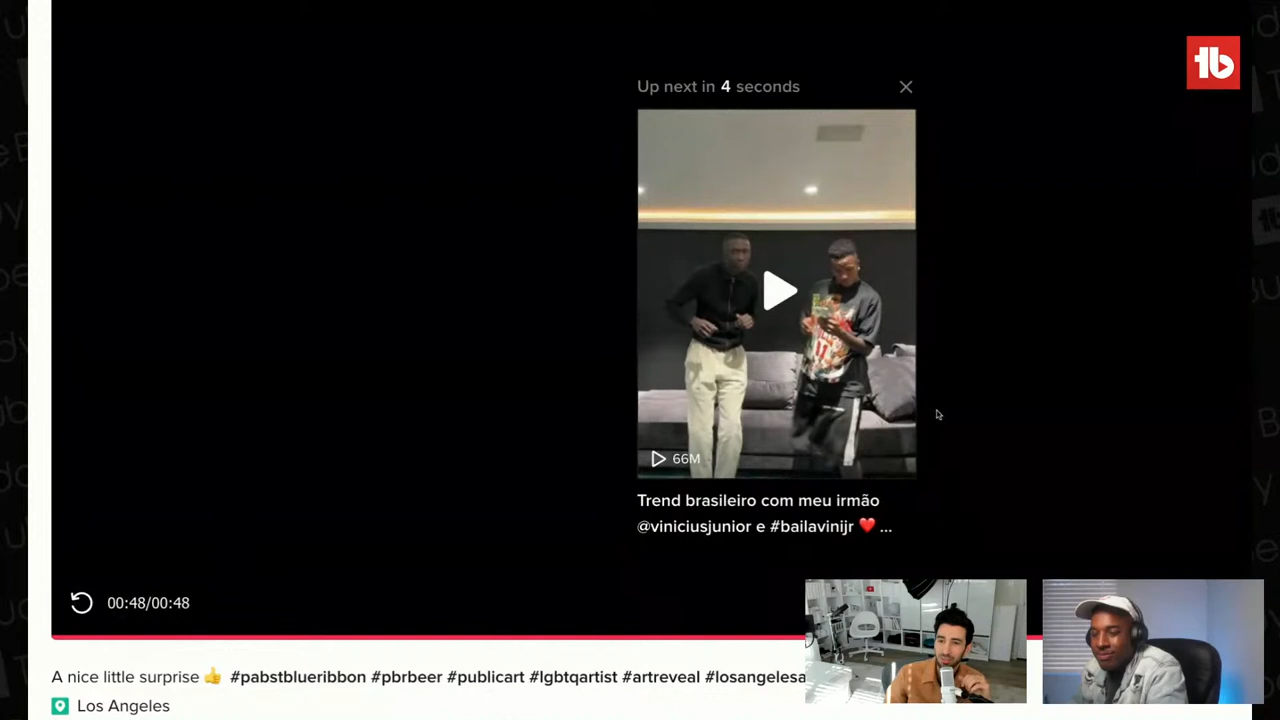 Up next in 4 seconds
66M
Trend brasileiro com meu irmão
@viniciusjunior e #bailavinijr ❤️ ...
00:48/00:48
A nice little surprise 👍 #pabstblueribbon #pbrbeer #publicart #lgbtqartist #artreveal #losangelesa
Los Angeles